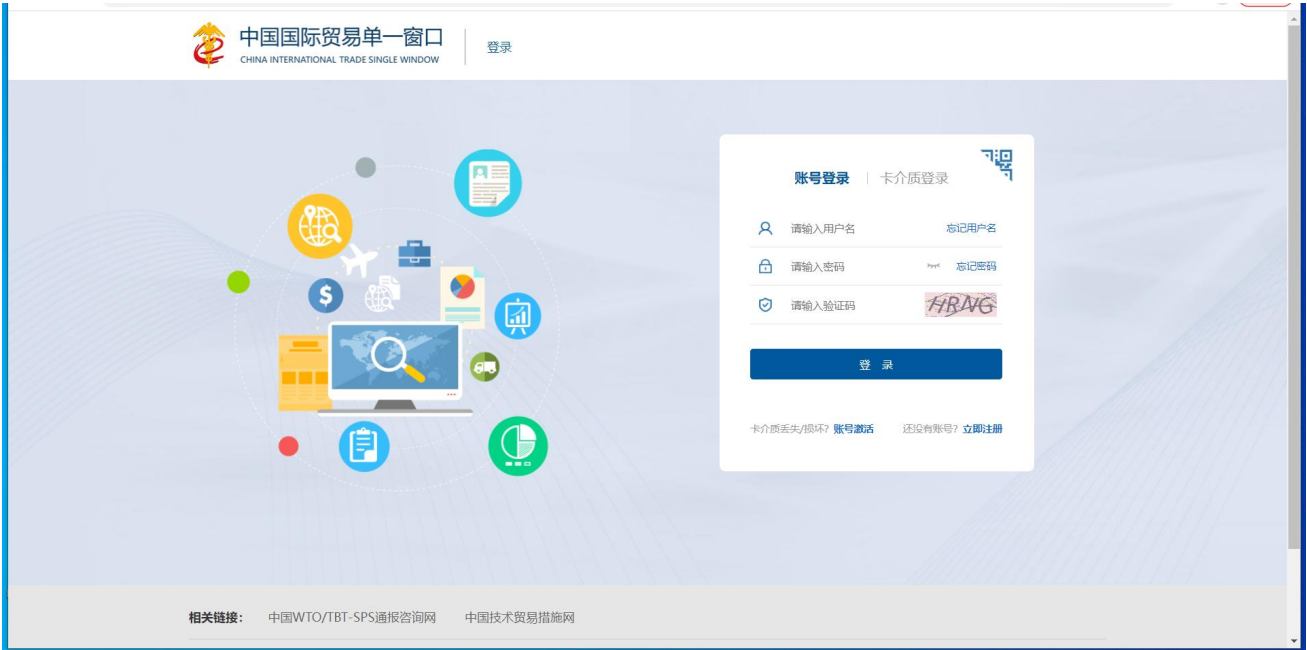 中国国际贸易单一窗口
CHINA INTERNATIONAL TRADE SINGLE WINDOW
登录
账号登录
卡介质登录
请输入用户名
忘记用户名
请输入密码
忘记密码
请输入验证码
HRNG
登 录
卡介质丢失/损坏? 账号激活
还没有账号? 立即注册
相关链接:
中国WTO/TBT-SPS通报咨询网
中国技术贸易措施网